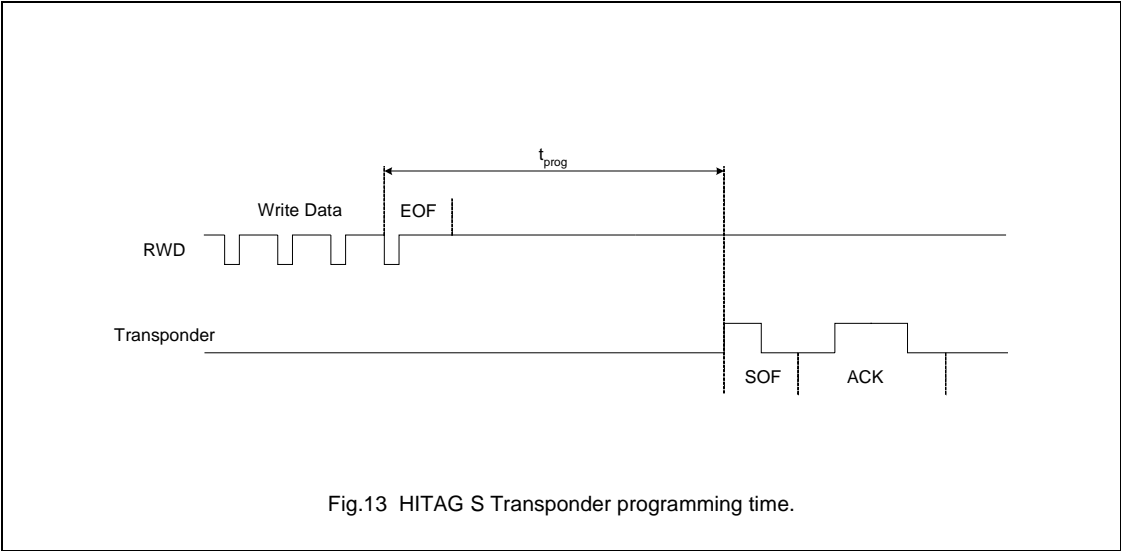 t_prog
Write Data EOF
RWD
Transponder
SOF ACK
Fig.13 HITAG S Transponder programming time.